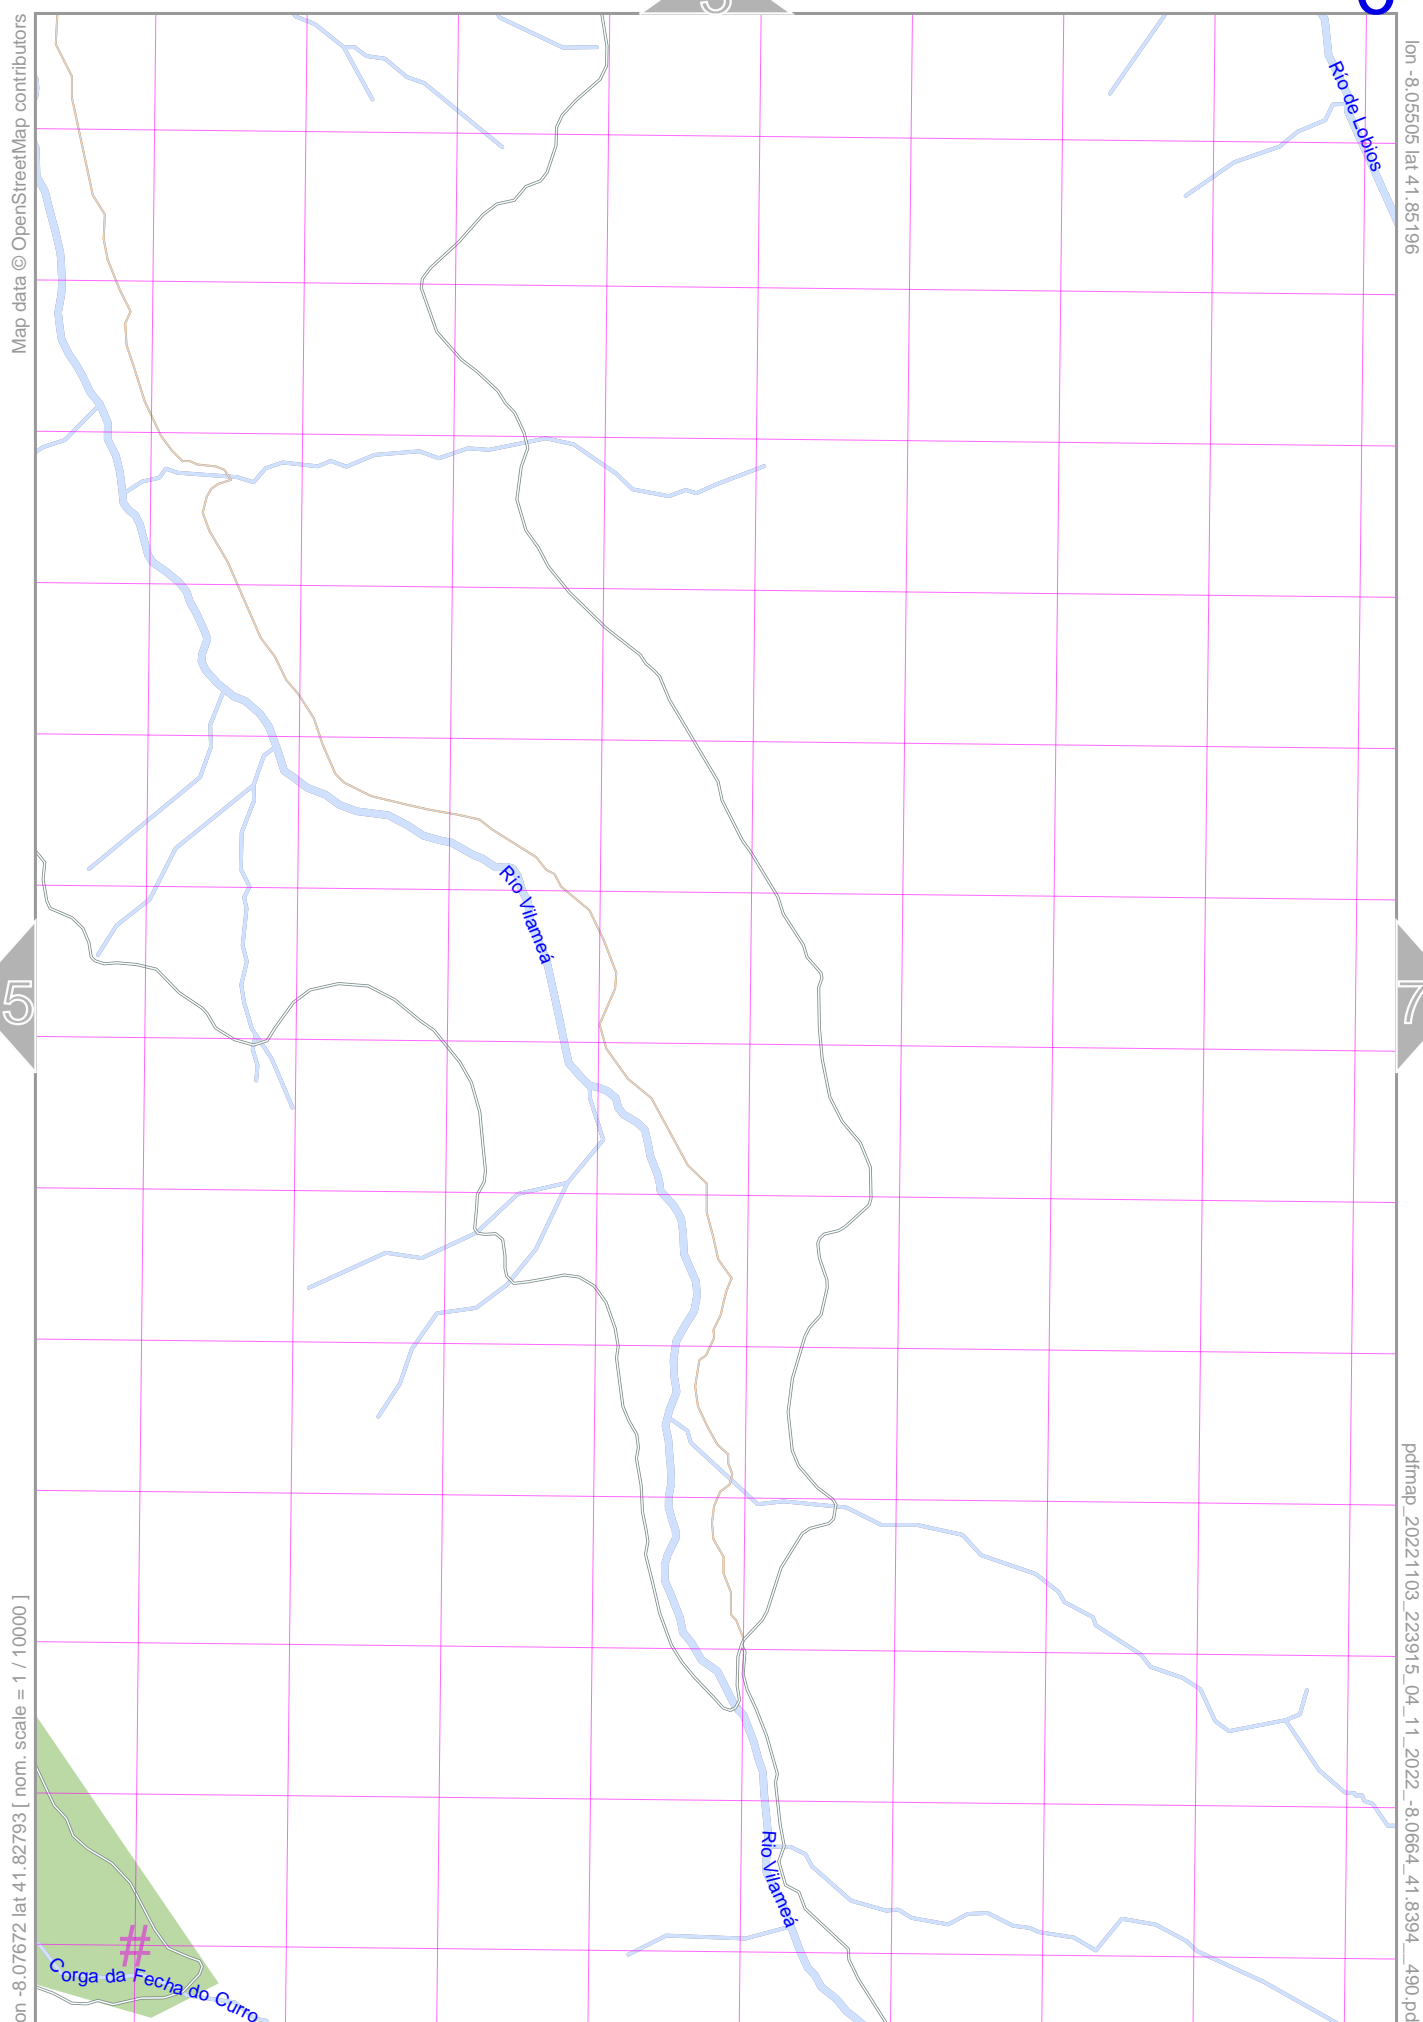 Map data © OpenStreetMap contributors
lon -8.05505 lat 41.85196
Río de Lobios
Río Vilameá
5
7
Rio Vilameá
#
Corga da Fecha do Curro
on -8.07672 lat 41.82793 [ nom. scale = 1 / 10000 ]
pdfmap_20221103_223915_04_11_2022_-8.0664_41.8394__490.pd